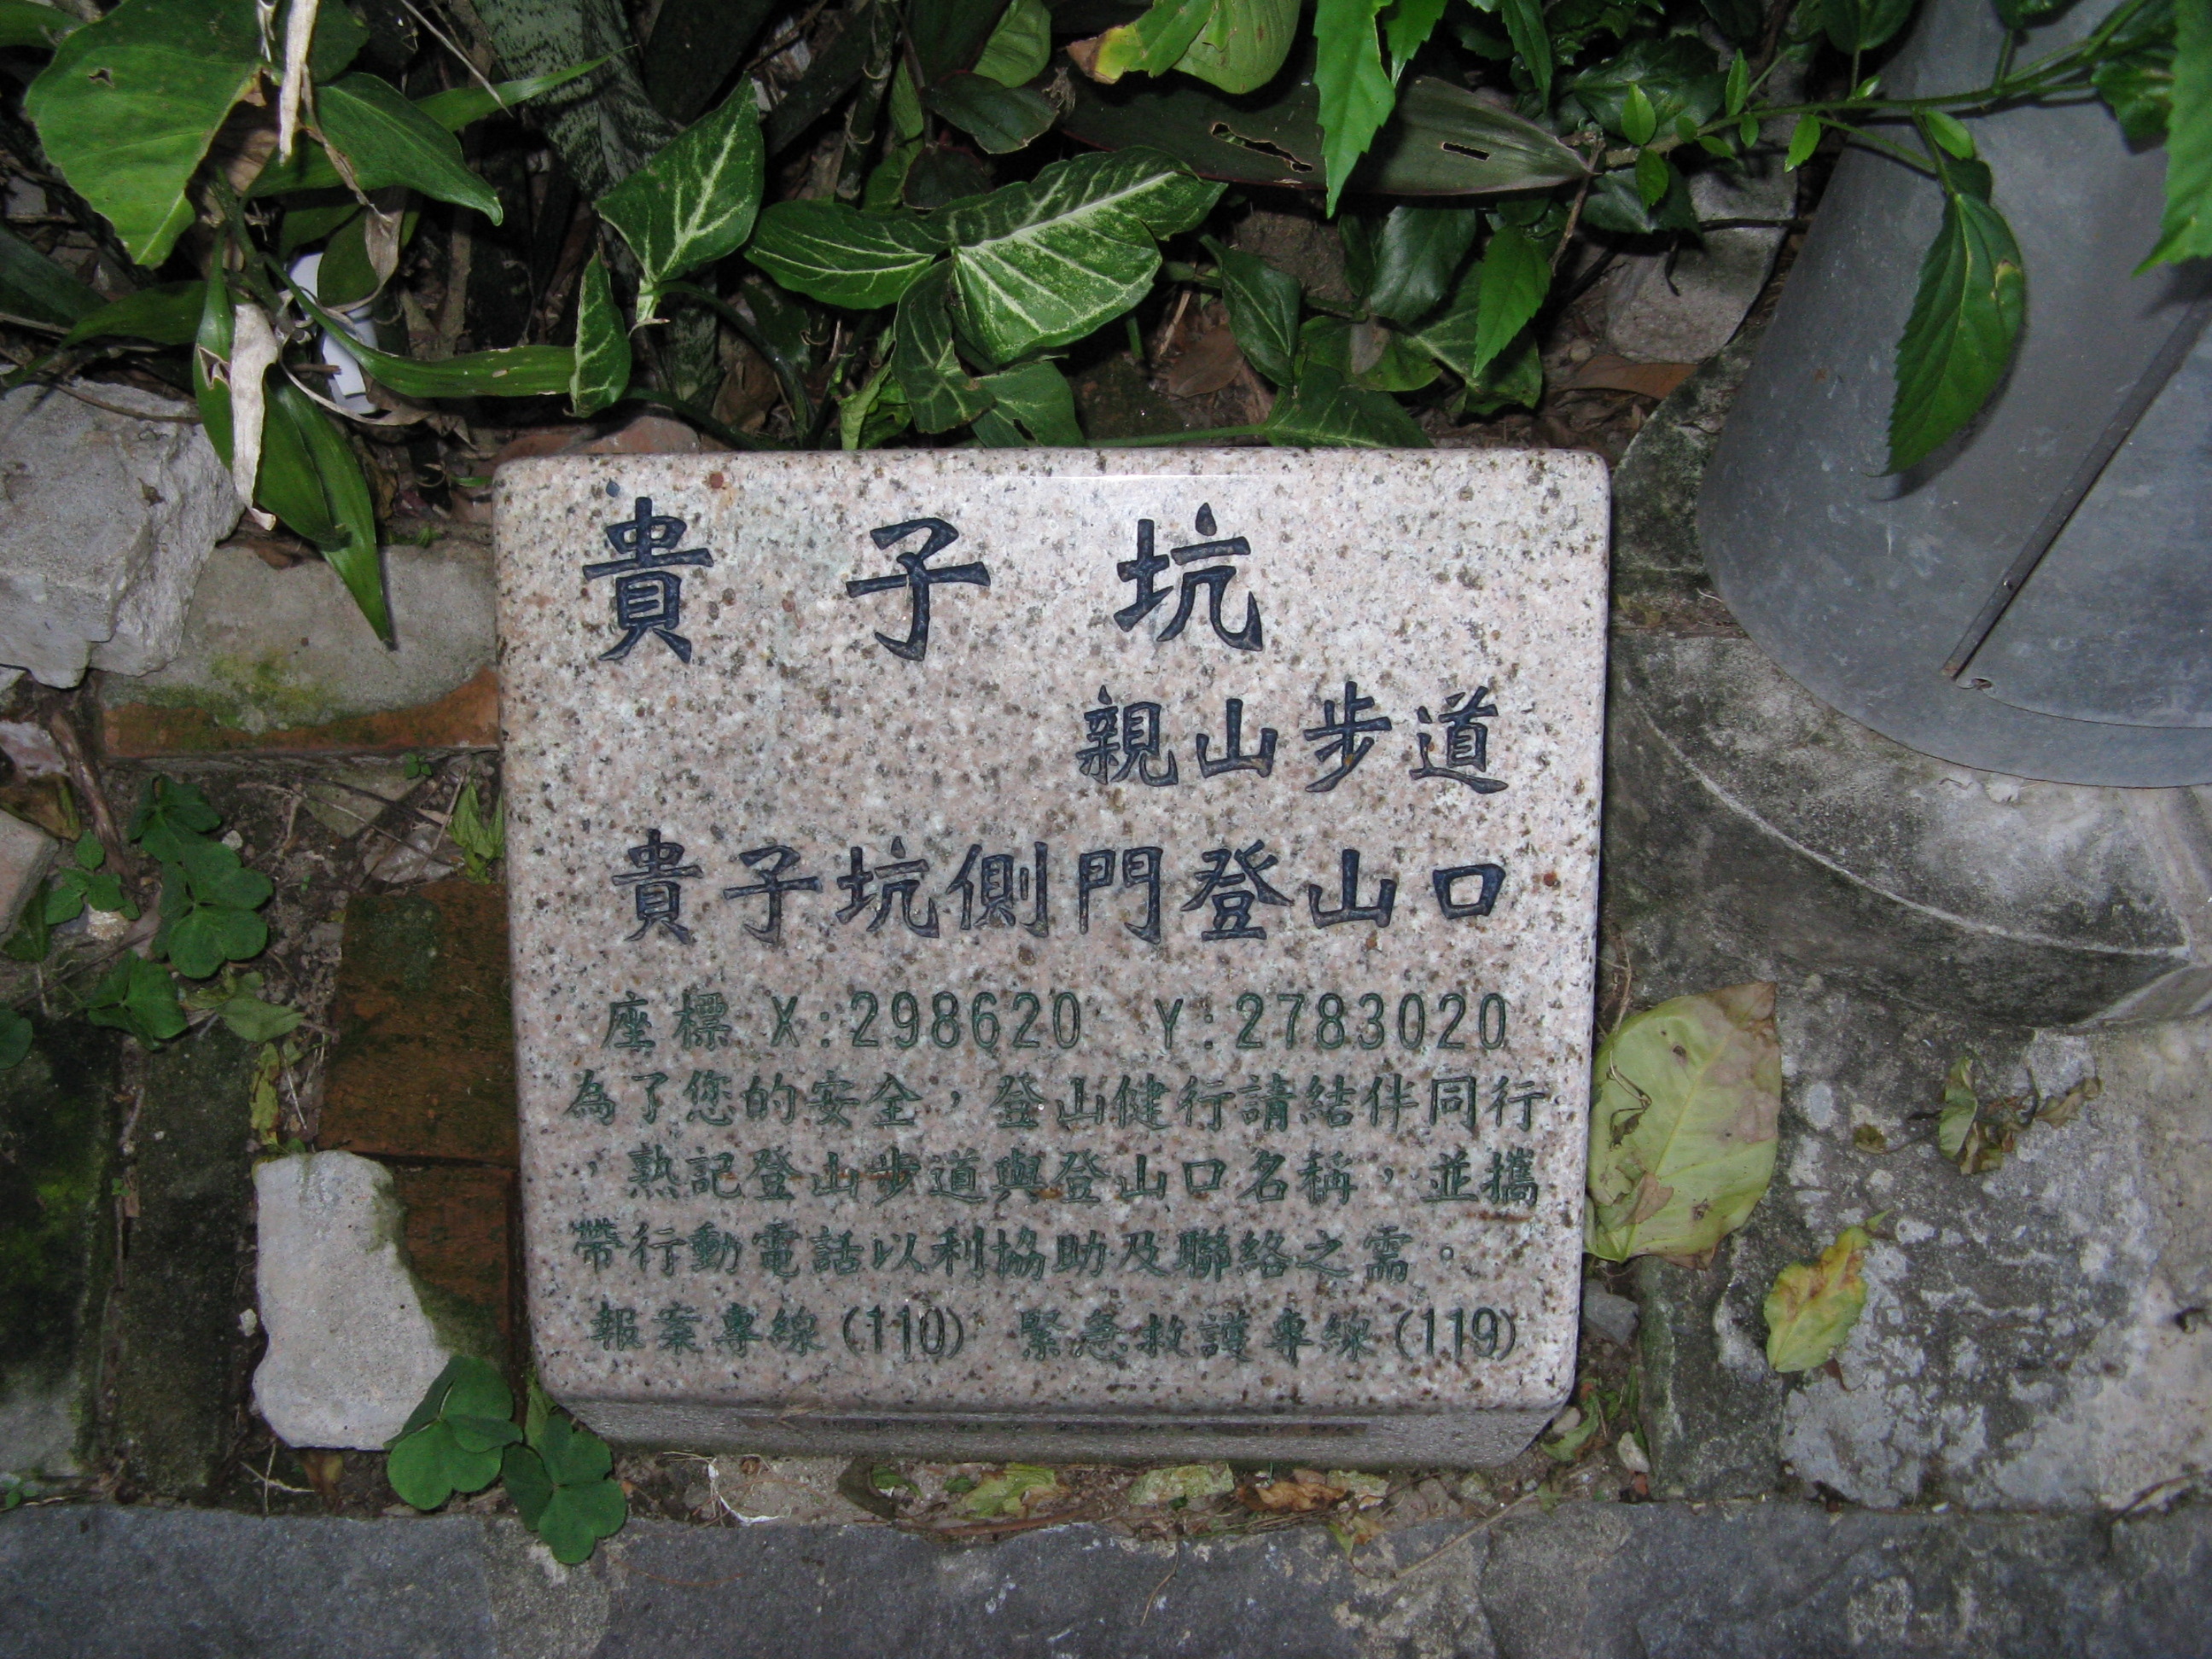 貴子坑
親山步道
貴子坑側門登山口
座標 X:298620 Y:2783020
為了您的安全，登山健行請結伴同行
，熟記登山步道與登山口名稱，並攜
帶行動電話以利協助及聯絡之需。
報案專線(110) 緊急救護專線(119)